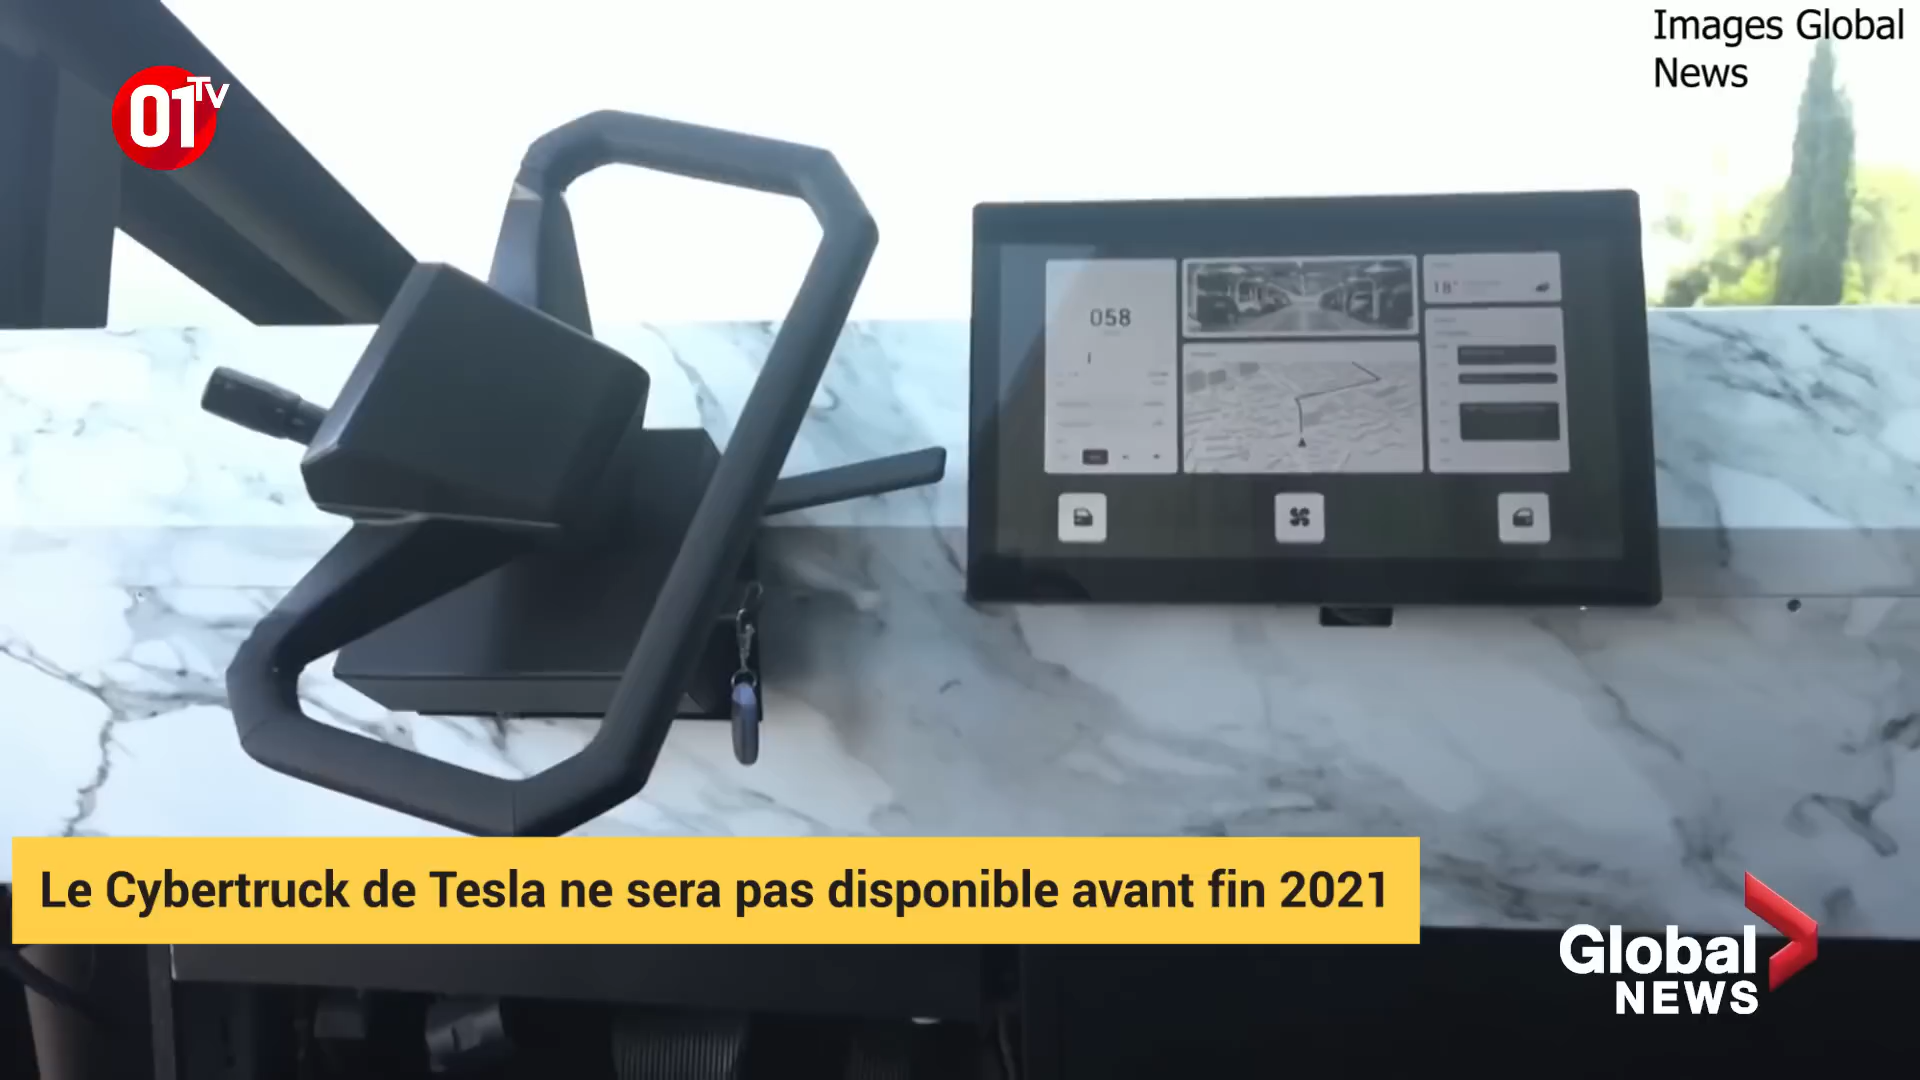 Images Global
News
01TV
058
18°
Le Cybertruck de Tesla ne sera pas disponible avant fin 2021
Global
NEWS